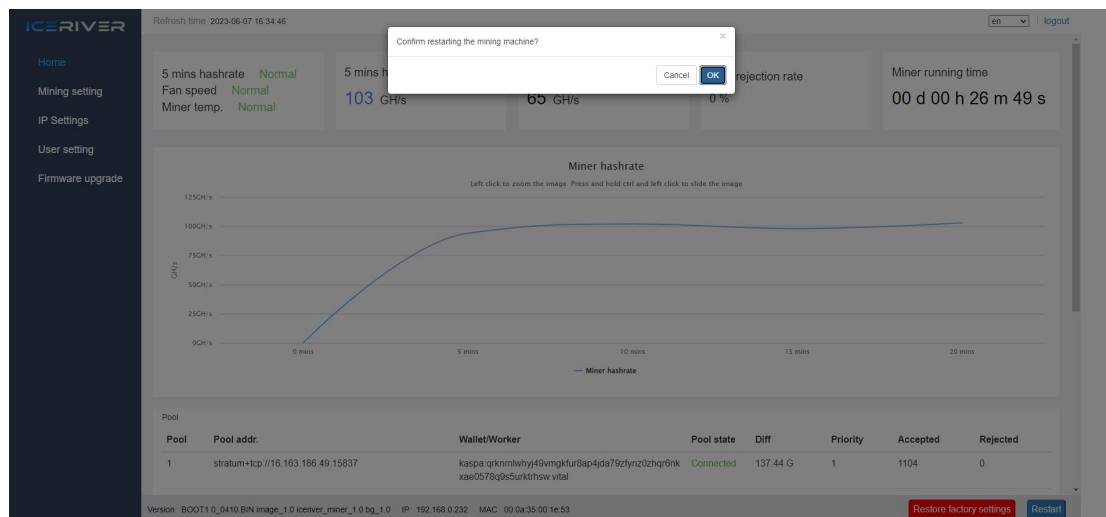 ICERIVER
Refresh time 2023-06-07 16:34:46
en
logout
Confirm restarting the mining machine?
×
Cancel
OK
Home
Mining setting
IP Settings
User setting
Firmware upgrade
5 mins hashrate Normal
Fan speed Normal
Miner temp. Normal
5 mins h
103 GH/s
65 GH/s
rejection rate
0 %
Miner running time
00 d 00 h 26 m 49 s
Miner hashrate
Left click to zoom the image. Press and hold ctrl and left click to slide the image
125GH/s
100GH/s
75GH/s
50GH/s
25GH/s
0GH/s
GH/s
0 mins 5 mins 10 mins 15 mins 20 mins
Miner hashrate
Pool
Pool Pool addr. Wallet/Worker Pool state Diff Priority Accepted Rejected
1 stratum+tcp://16.163.186.49:15837 kaspa:qrknrnlwhyj49vmgkfur8ap4jda79zfynz0zhqr6nk Connected 137.44 G 1 1104 0
xae0578q9s5urktrhsw.vital
Version BOOT1.0_0410.BIN image_1.0 iceriver_miner_1.0 bg_1.0 IP 192.168.0.232 MAC 00:0a:35:00:1e:53
Restore factory settings
Restart